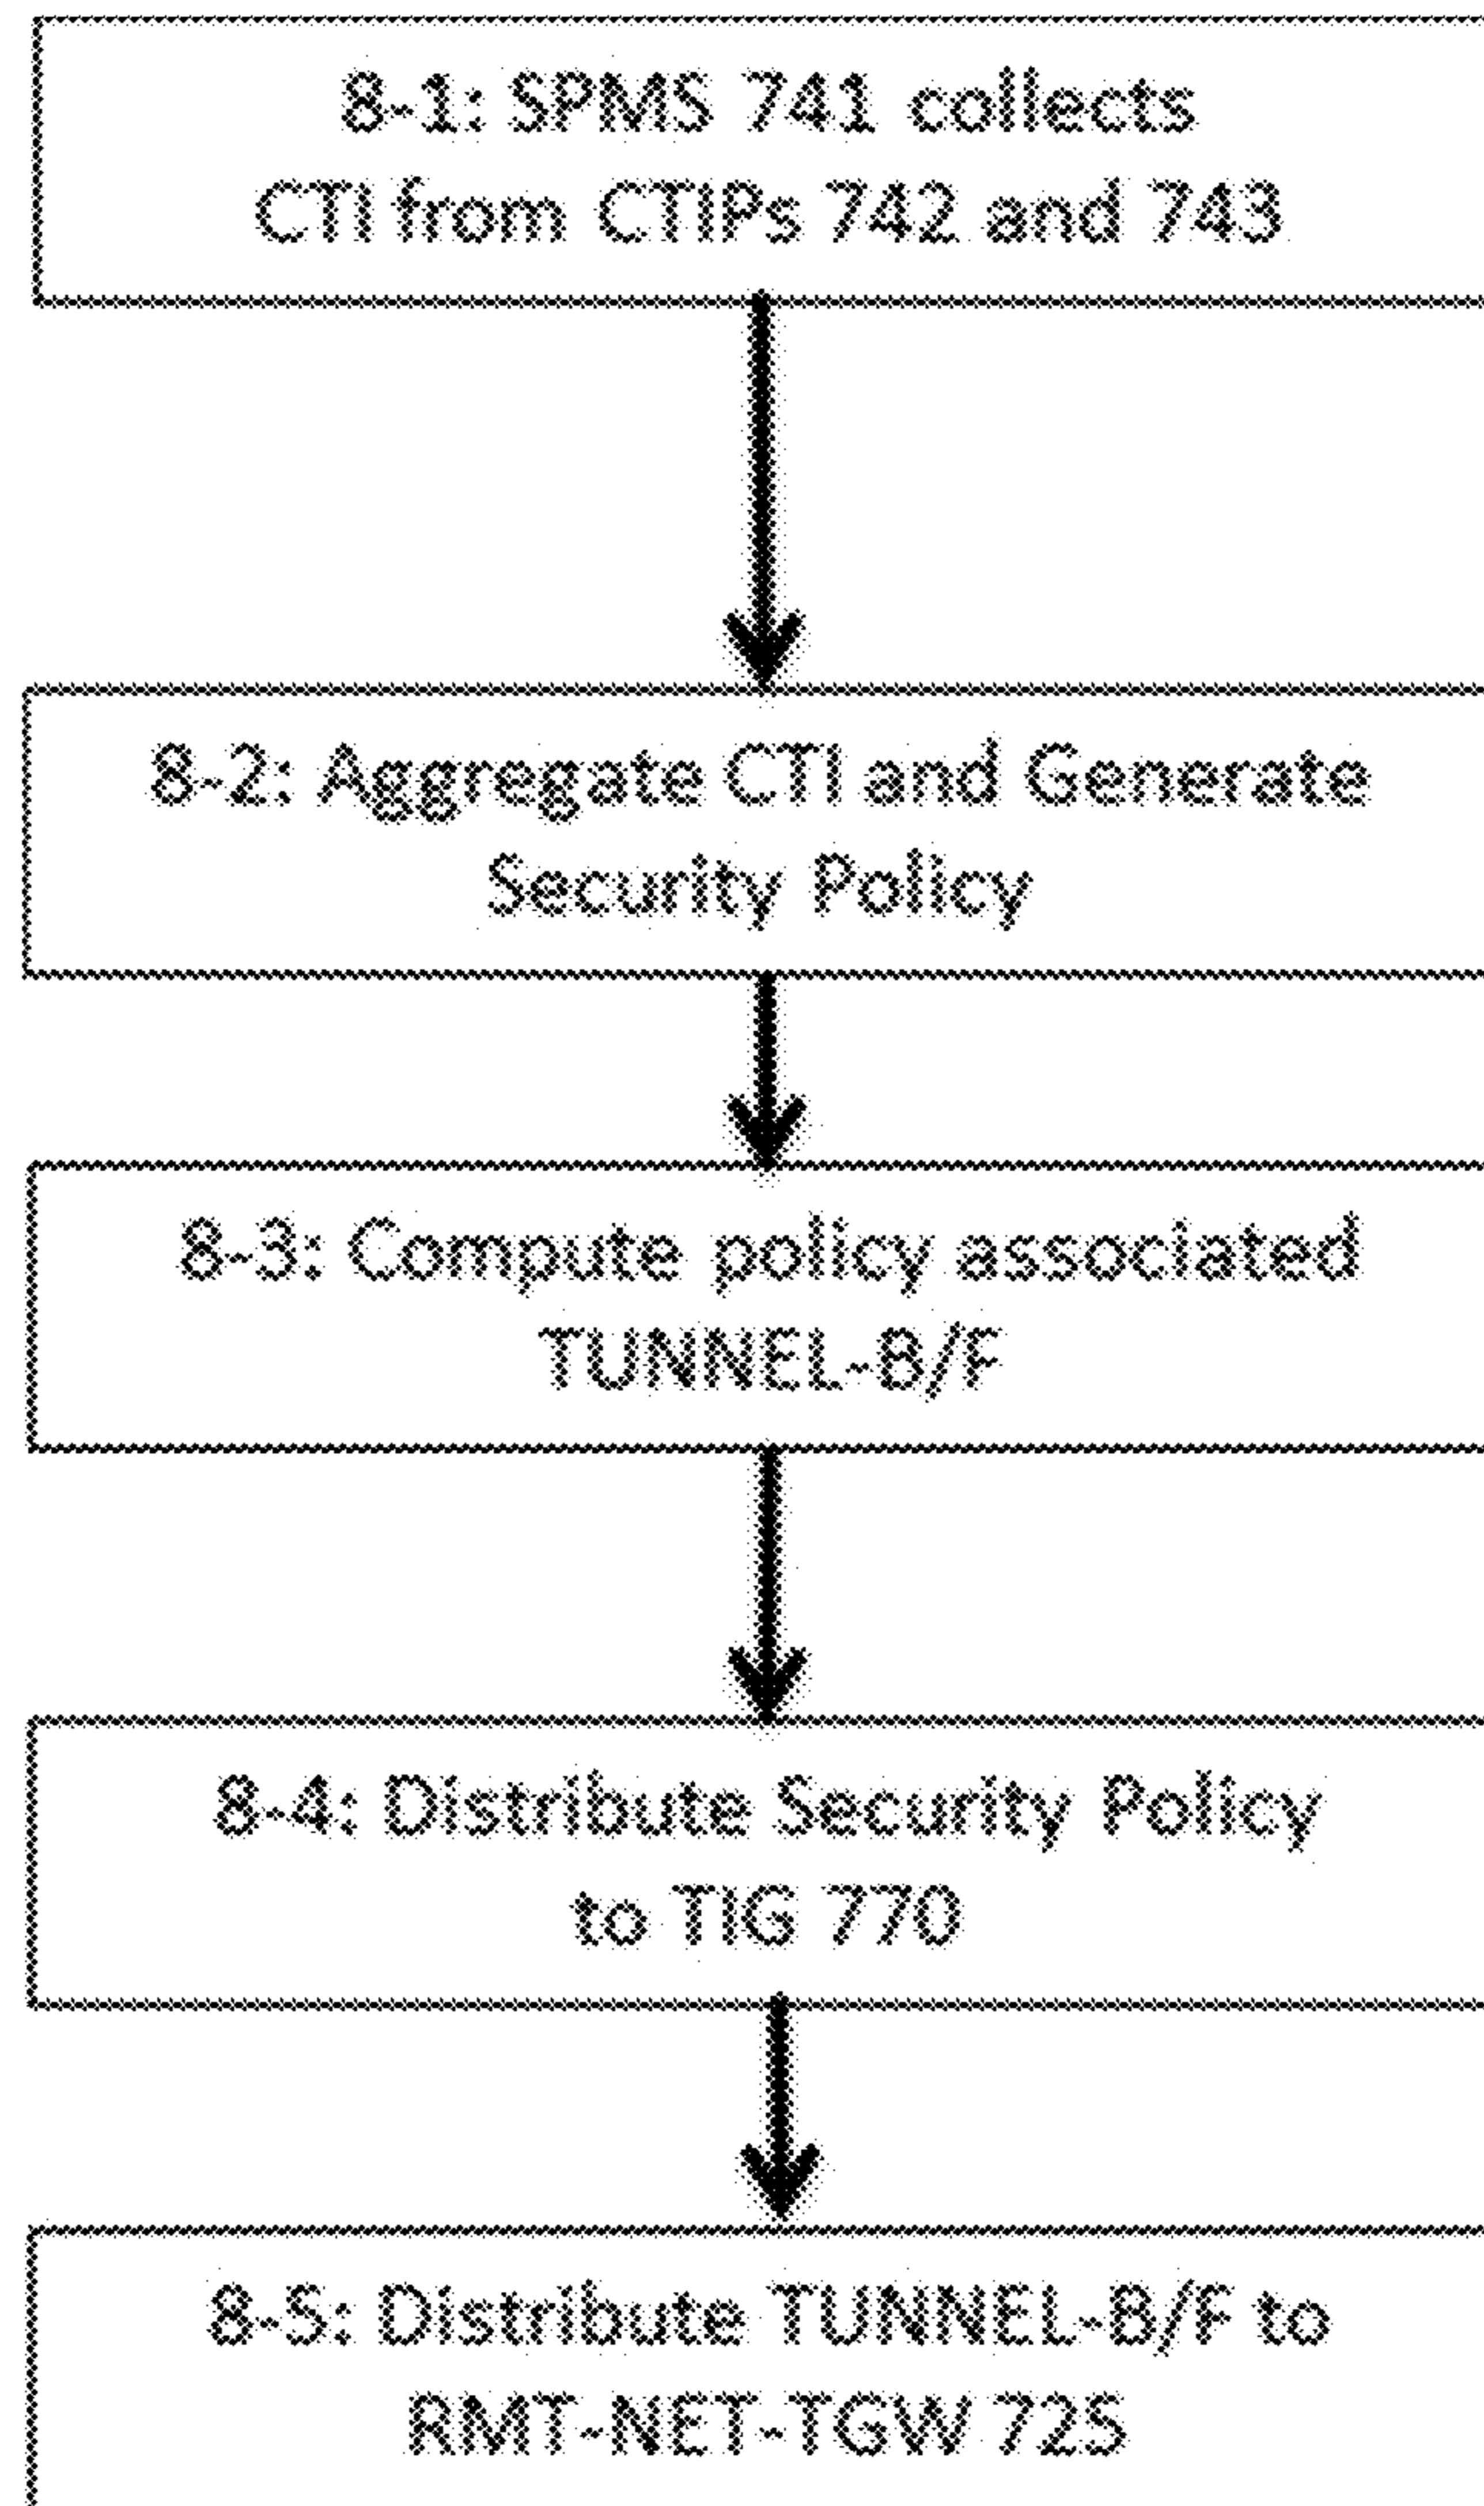 8-1: SPMS 741 collects
CTI from CTIPs 742 and 743
8-2: Aggregate CTI and Generate
Security Policy
8-3: Compute policy associated
TUNNEL-B/F
8-4: Distribute Security Policy
to TIG 770
8-5: Distribute TUNNEL-B/F to
RMT-NET-TGW 725